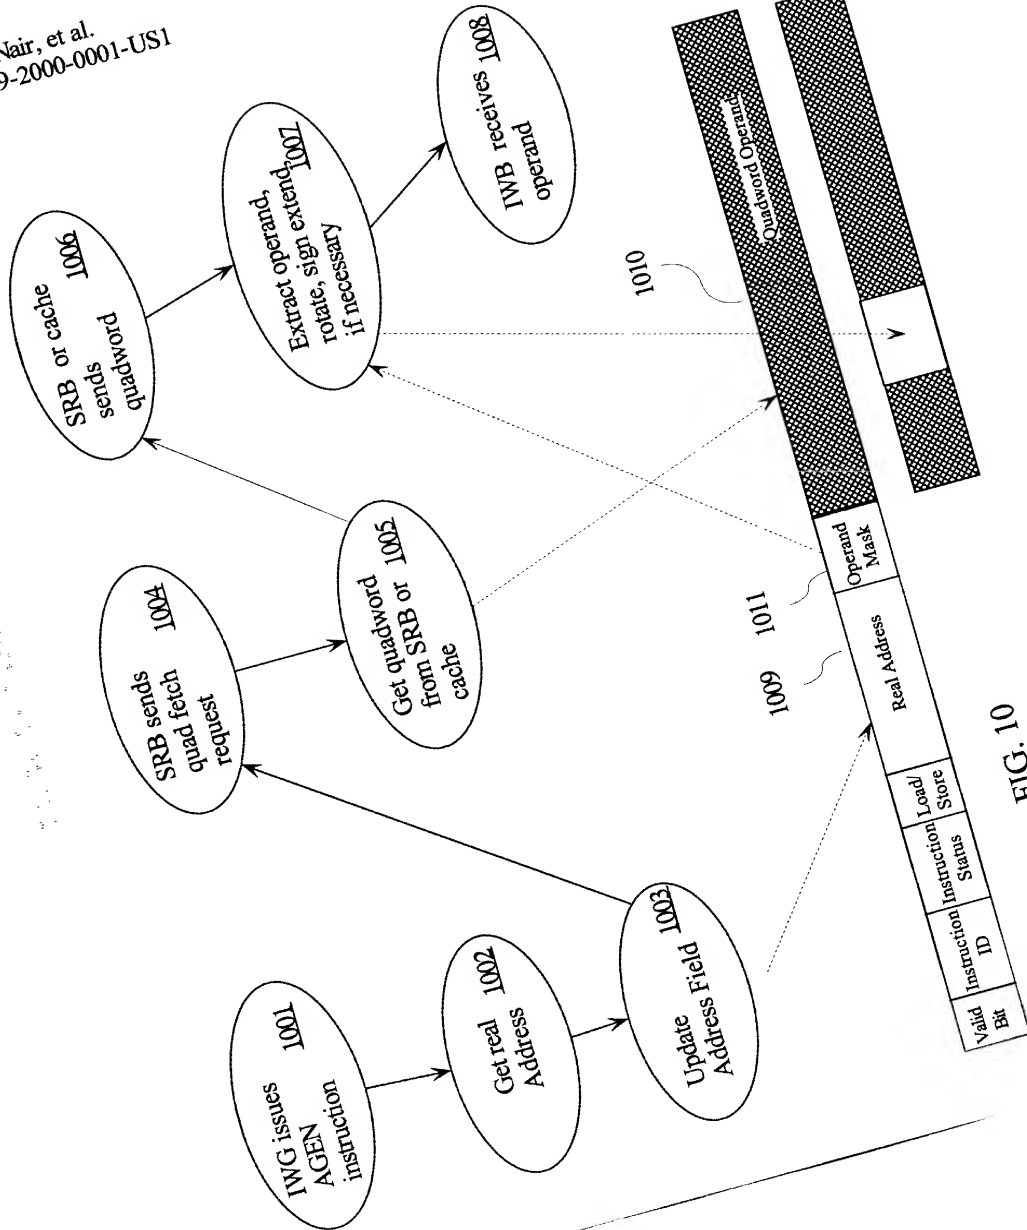 Nair, et al.
9-2000-0001-US1
IWG issues 1001
AGEN
instruction
Get real 1002
Address
Update 1003
Address Field
SRB sends 1004
quad fetch
request
Get quadword
from SRB or 1005
cache
SRB or cache
sends 1006
quadword
Extract operand,
rotate, sign extend, 1007
if necessary
IWB receives 1008
operand
1009
1011
1010
Valid
Bit
Instruction
ID
Instruction
Status
Load/
Store
Real Address
Operand
Mask
Quadword Operand
FIG. 10